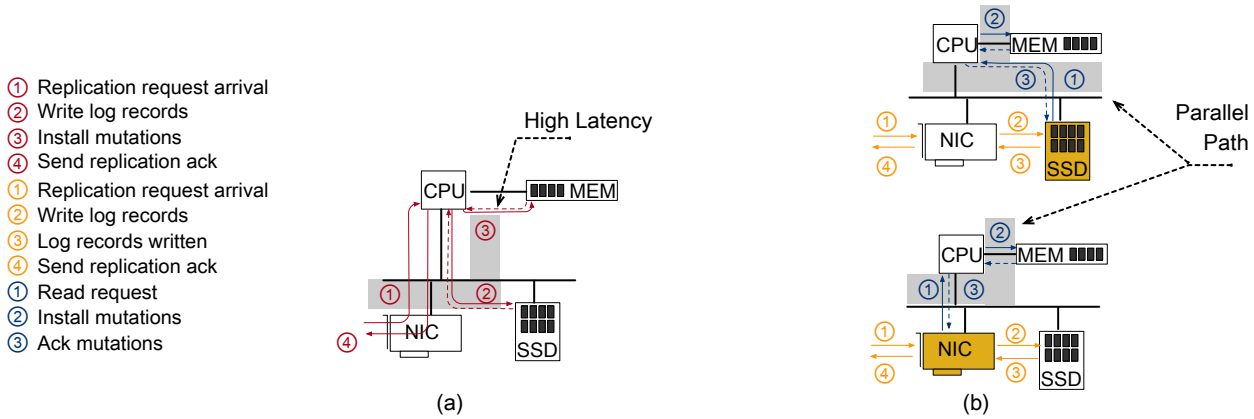 ① Replication request arrival
② Write log records
③ Install mutations
④ Send replication ack
① Replication request arrival
② Write log records
③ Log records written
④ Send replication ack
① Read request
② Install mutations
③ Ack mutations
High Latency
CPU
MEM
③
① ②
④
NIC
SSD
(a)
②
CPU
MEM
③ ①
① ②
NIC
④ ③
SSD
Parallel
Path
②
CPU
MEM
① ③
① ②
NIC
④ ③
SSD
(b)